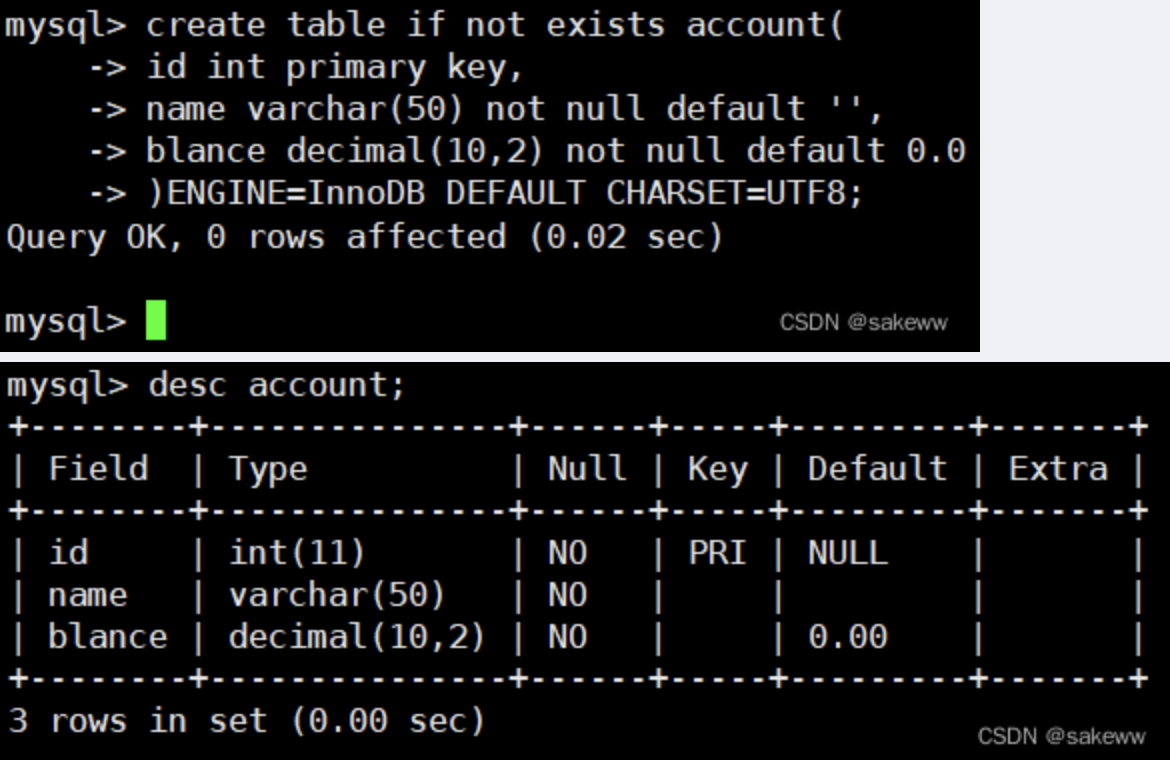 mysql> create table if not exists account(
    -> id int primary key,
    -> name varchar(50) not null default '',
    -> blance decimal(10,2) not null default 0.0
    -> )ENGINE=InnoDB DEFAULT CHARSET=UTF8;
Query OK, 0 rows affected (0.02 sec)
mysql>
CSDN @sakeww
mysql> desc account;
+--------+---------------+------+-----+---------+-------+
| Field  | Type          | Null | Key | Default | Extra |
+--------+---------------+------+-----+---------+-------+
| id     | int(11)       | NO   | PRI | NULL    |       |
| name   | varchar(50)   | NO   |     |         |       |
| blance | decimal(10,2) | NO   |     | 0.00    |       |
+--------+---------------+------+-----+---------+-------+
3 rows in set (0.00 sec)
CSDN @sakeww